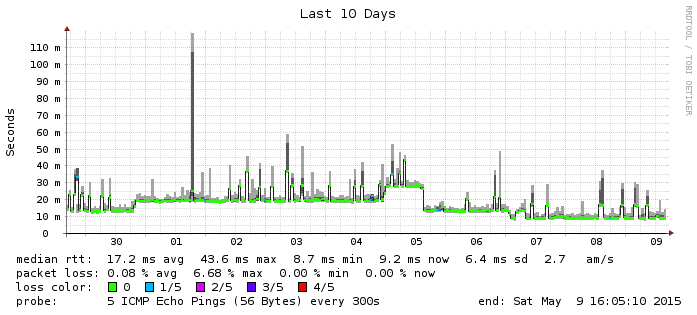 Last 10 Days
RRDTOOL / TOBI OETIKER
Seconds
110 m
100 m
90 m
80 m
70 m
60 m
50 m
40 m
30 m
20 m
10 m
0
30 01 02 03 04 05 06 07 08 09
median rtt: 17.2 ms avg 43.6 ms max 8.7 ms min 9.2 ms now 6.4 ms sd 2.7 am/s
packet loss: 0.08 % avg 6.68 % max 0.00 % min 0.00 % now
loss color: 0 1/5 2/5 3/5 4/5
probe: 5 ICMP Echo Pings (56 Bytes) every 300s end: Sat May 9 16:05:10 2015